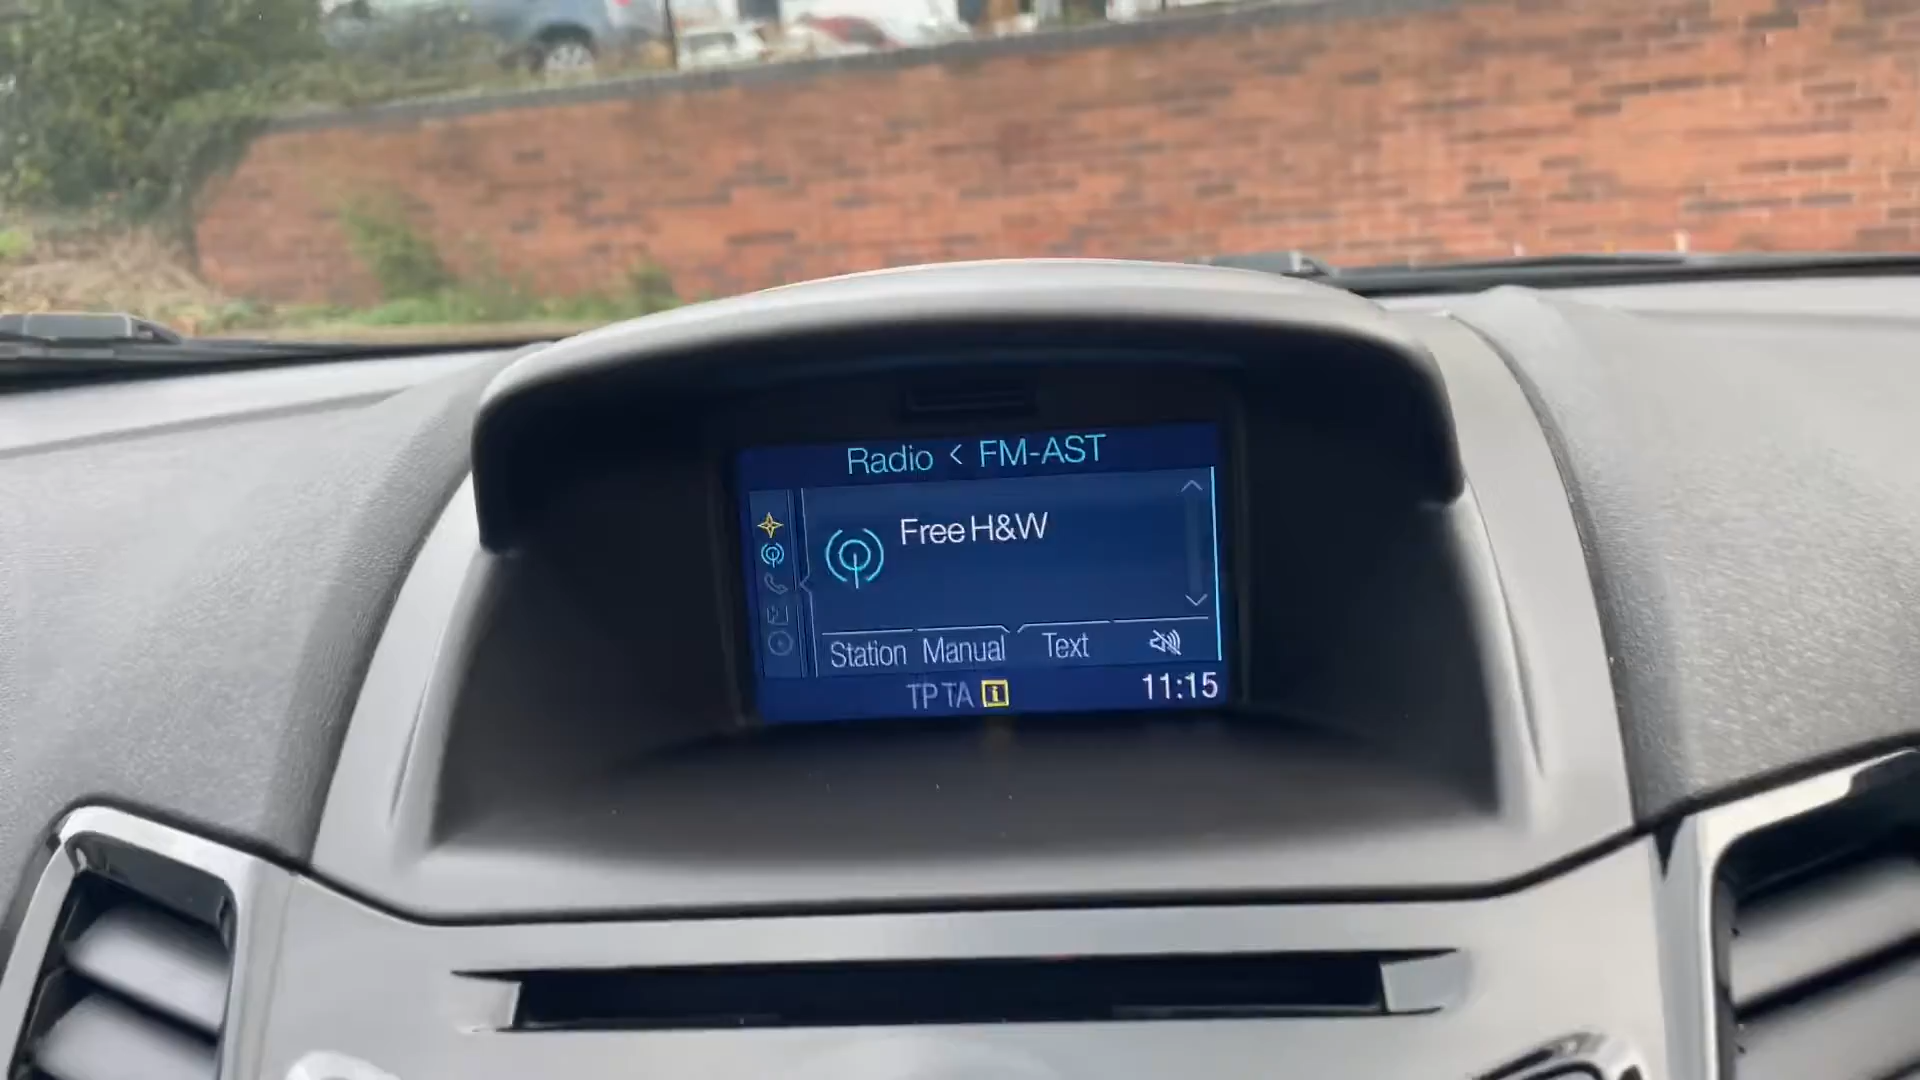 Radio < FM-AST
Free H&W
Station Manual Text
TP TA i
11:15